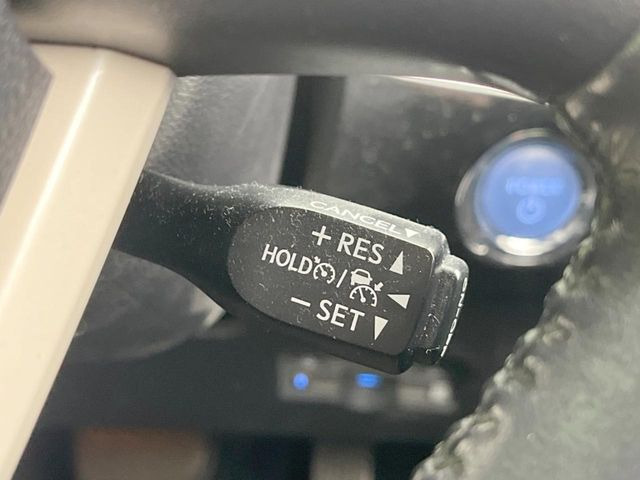 CANCEL▼
+ RES ▲
HOLD /
− SET ▼
POWER